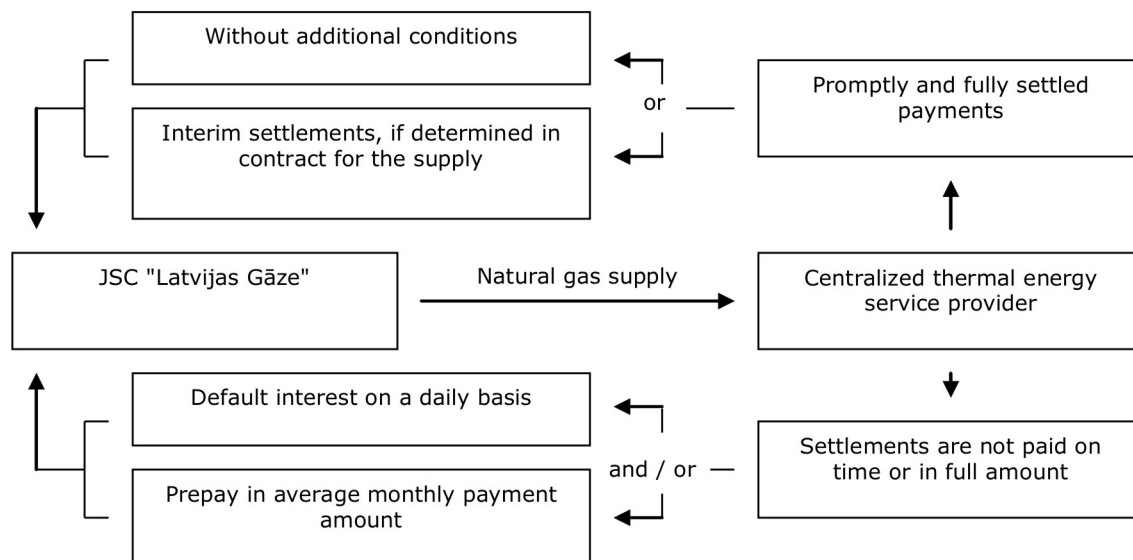 Without additional conditions
Interim settlements, if determined in
contract for the supply
or
Promptly and fully settled
payments
JSC "Latvijas Gāze"
Natural gas supply
Centralized thermal energy
service provider
Default interest on a daily basis
Prepay in average monthly payment
amount
and / or
Settlements are not paid on
time or in full amount